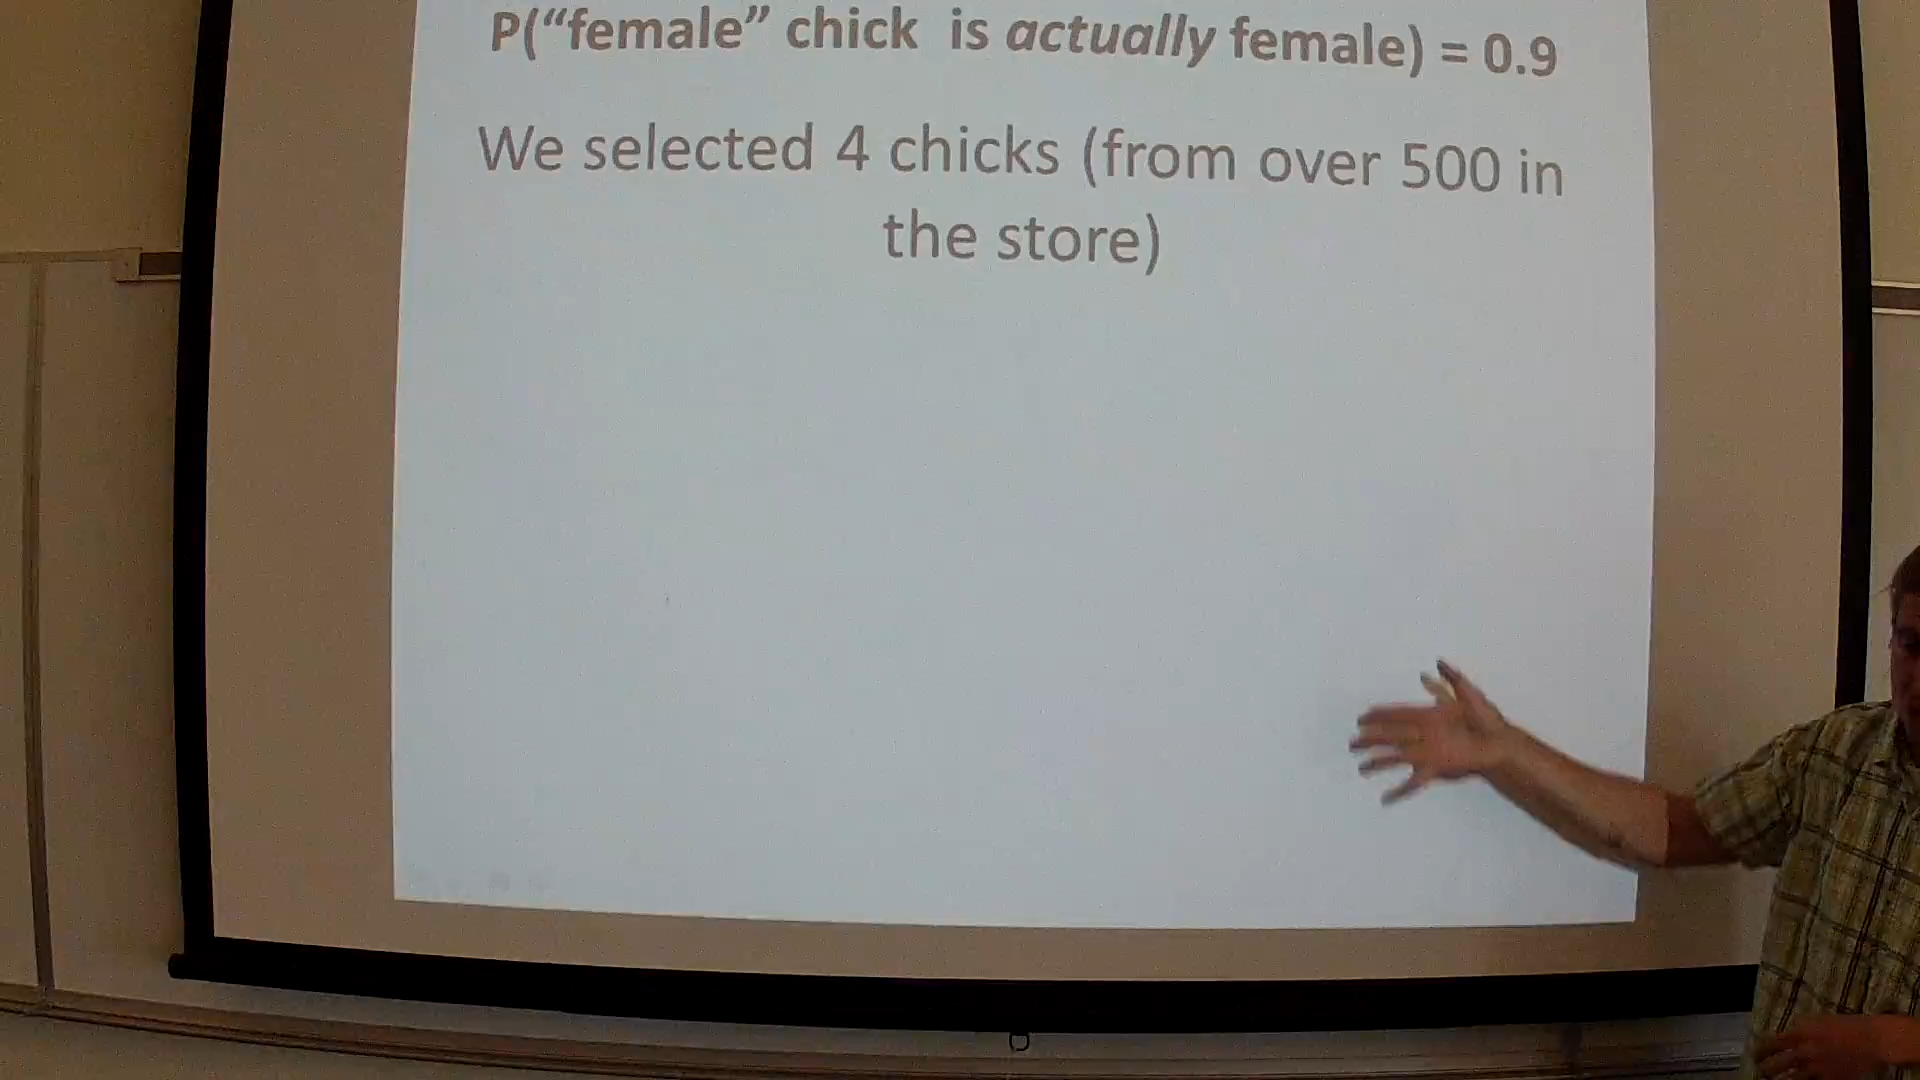 P(“female” chick is actually female) = 0.9
We selected 4 chicks (from over 500 in
the store)